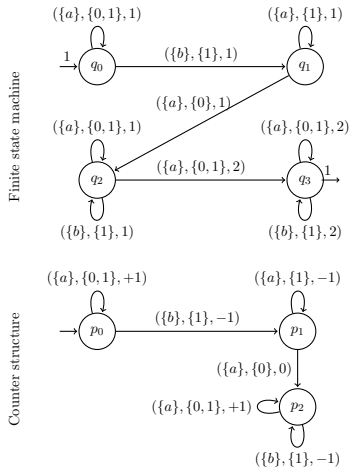 ({a}, {0, 1}, 1) ({a}, {1}, 1)
1 q₀ ({b}, {1}, 1) q₁
({a}, {0}, 1)
({a}, {0, 1}, 1) ({a}, {0, 1}, 2)
q₂ ({a}, {0, 1}, 2) q₃ 1
({b}, {1}, 1) ({b}, {1}, 2)
Finite state machine
({a}, {0, 1}, +1) ({a}, {1}, −1)
p₀ ({b}, {1}, −1) p₁
({a}, {0}, 0)
({a}, {0, 1}, +1) p₂
({b}, {1}, −1)
Counter structure